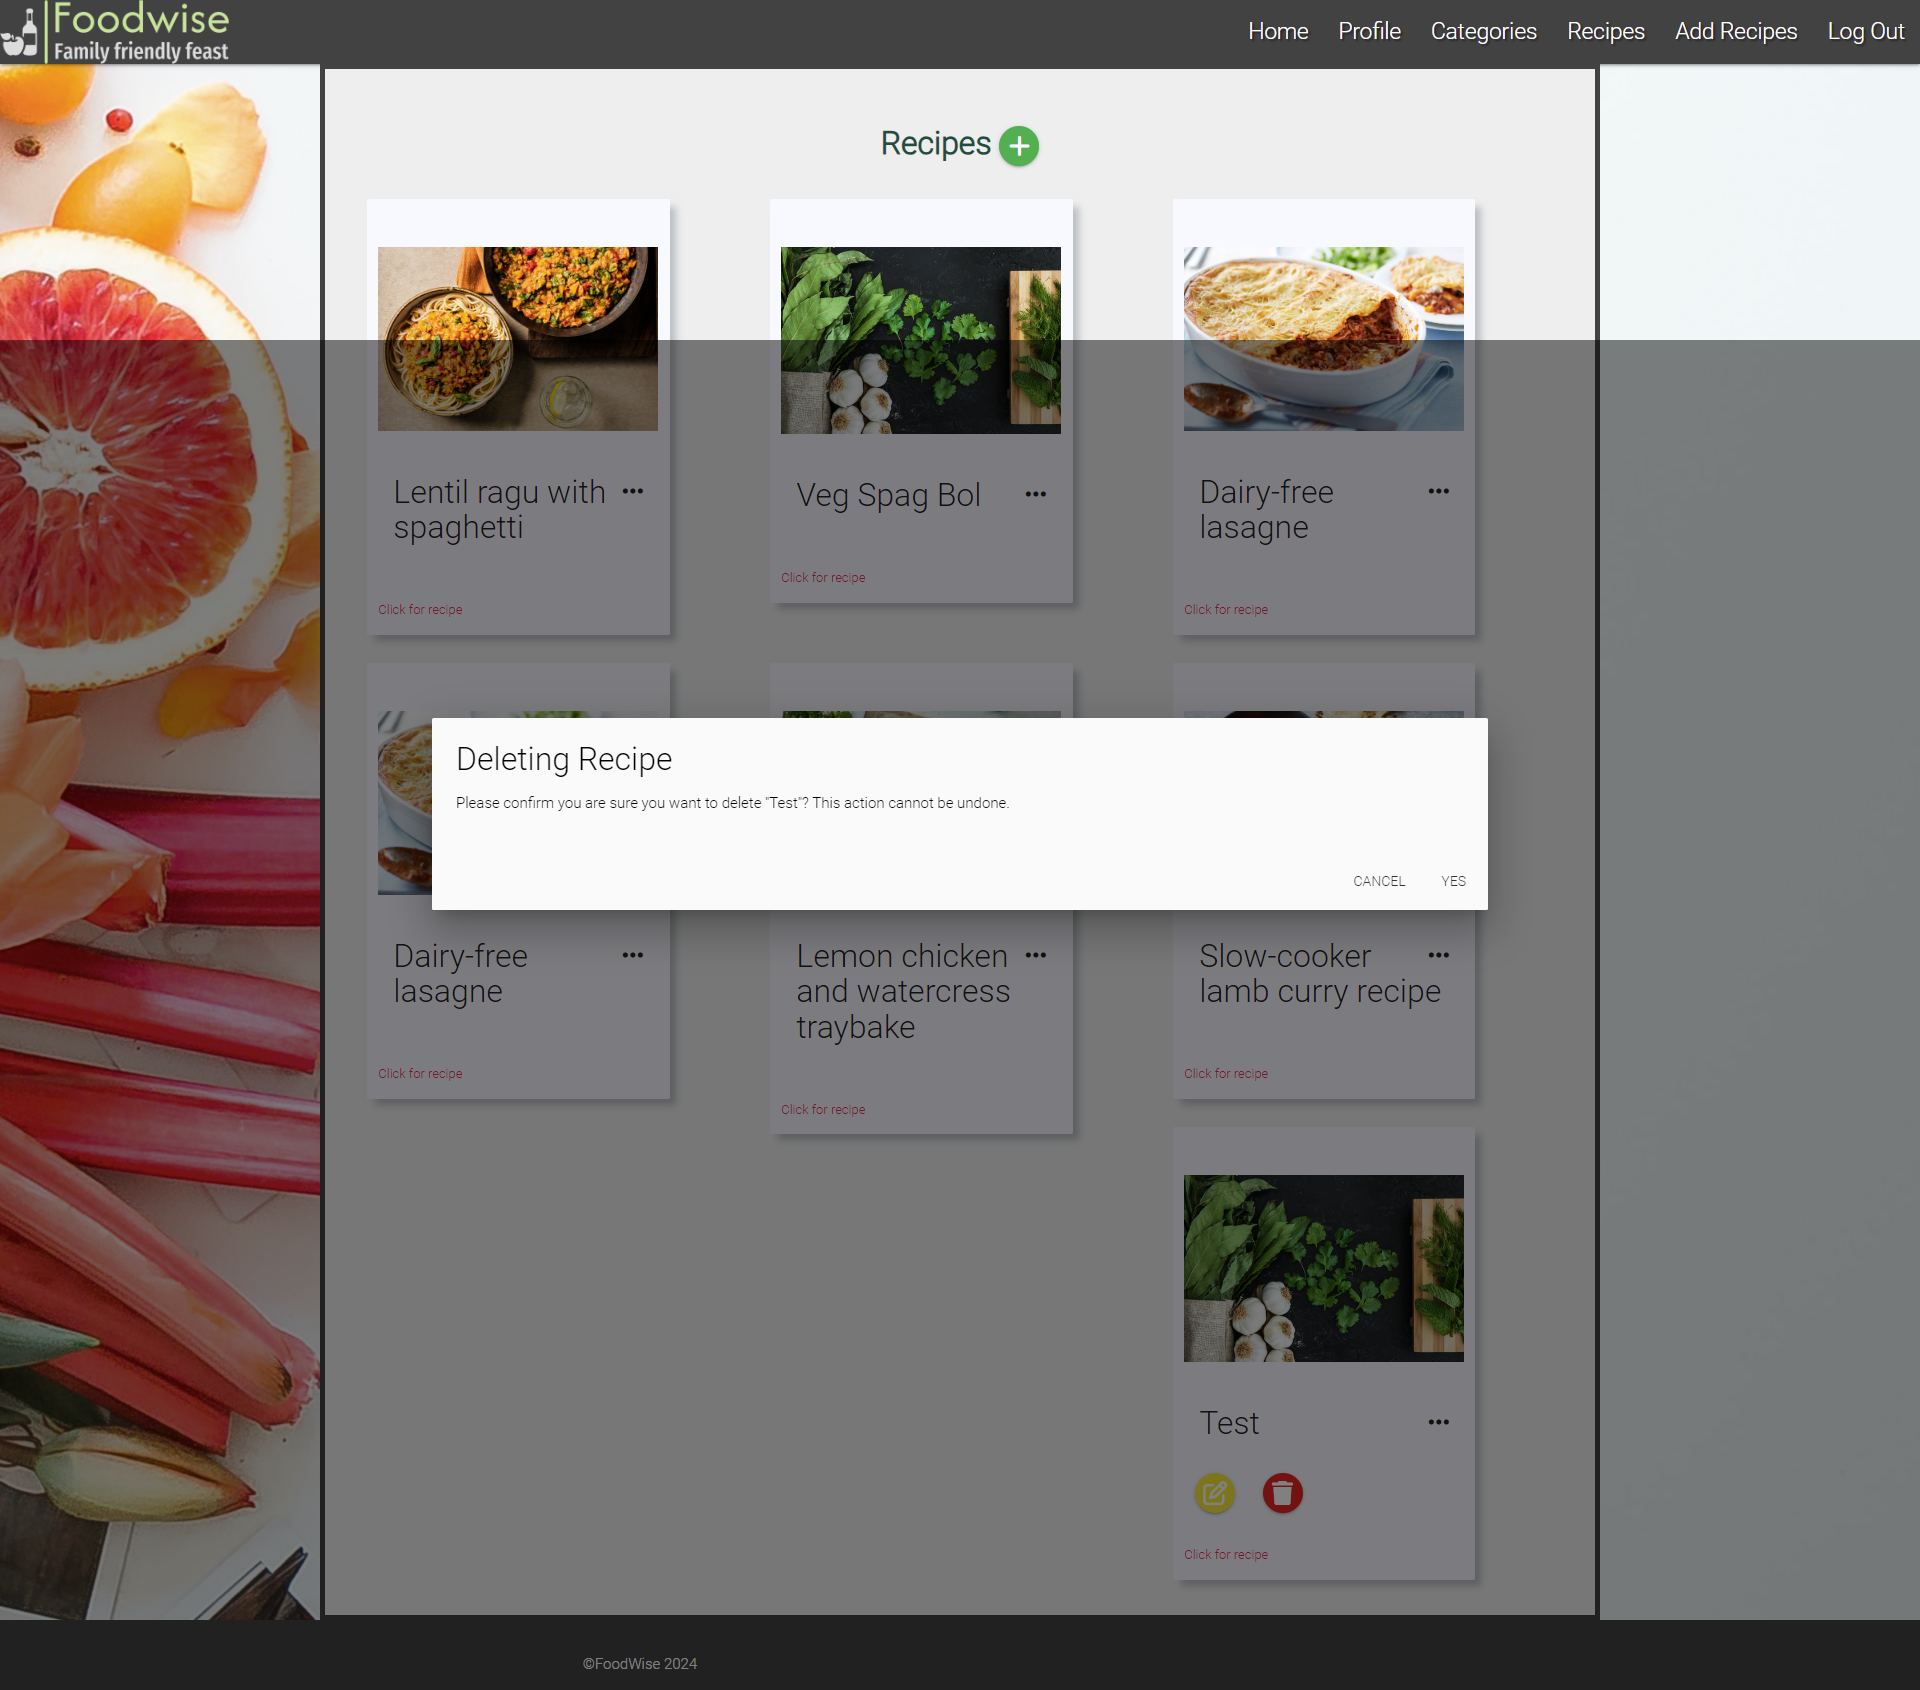 Foodwise
Family friendly feast
Home Profile Categories Recipes Add Recipes Log Out
Recipes
Lentil ragu with
spaghetti
Click for recipe
Veg Spag Bol
Click for recipe
Dairy-free
lasagne
Click for recipe
Deleting Recipe
Please confirm you are sure you want to delete "Test"? This action cannot be undone.
CANCEL YES
Dairy-free
lasagne
Click for recipe
Lemon chicken
and watercress
traybake
Click for recipe
Slow-cooker
lamb curry recipe
Click for recipe
Test
Click for recipe
©FoodWise 2024